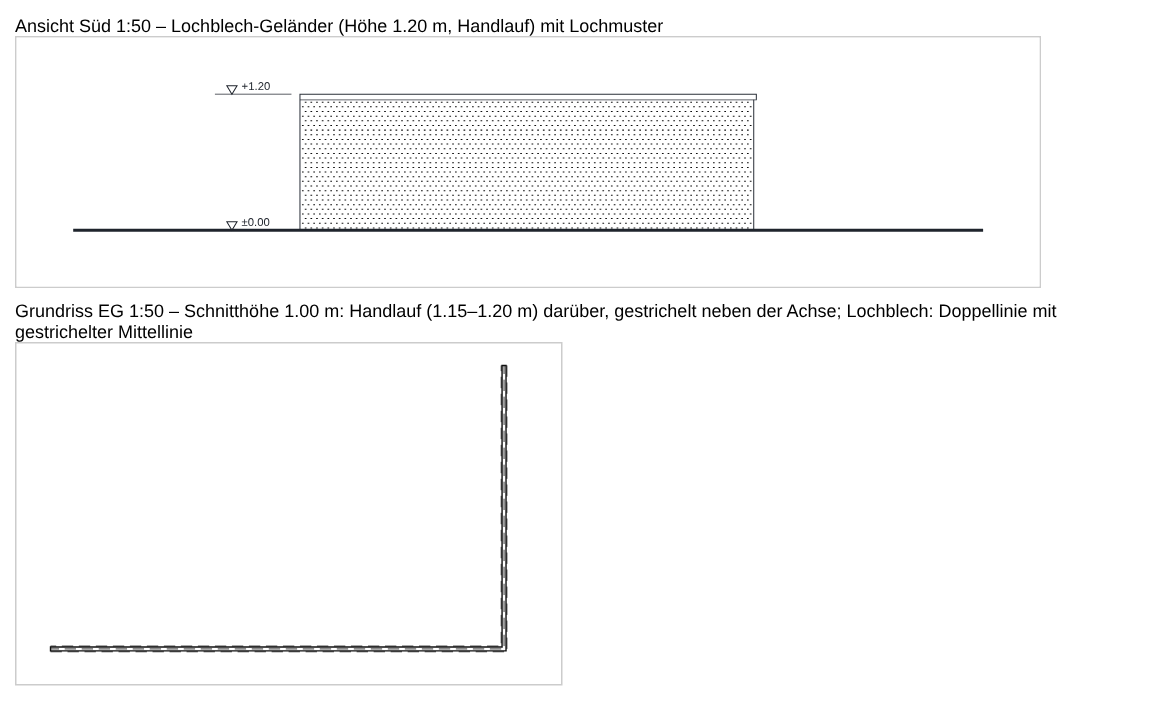 Ansicht Süd 1:50 – Lochblech-Geländer (Höhe 1.20 m, Handlauf) mit Lochmuster
+1.20
±0.00
Grundriss EG 1:50 – Schnitthöhe 1.00 m: Handlauf (1.15–1.20 m) darüber, gestrichelt neben der Achse; Lochblech: Doppellinie mit
gestrichelter Mittellinie